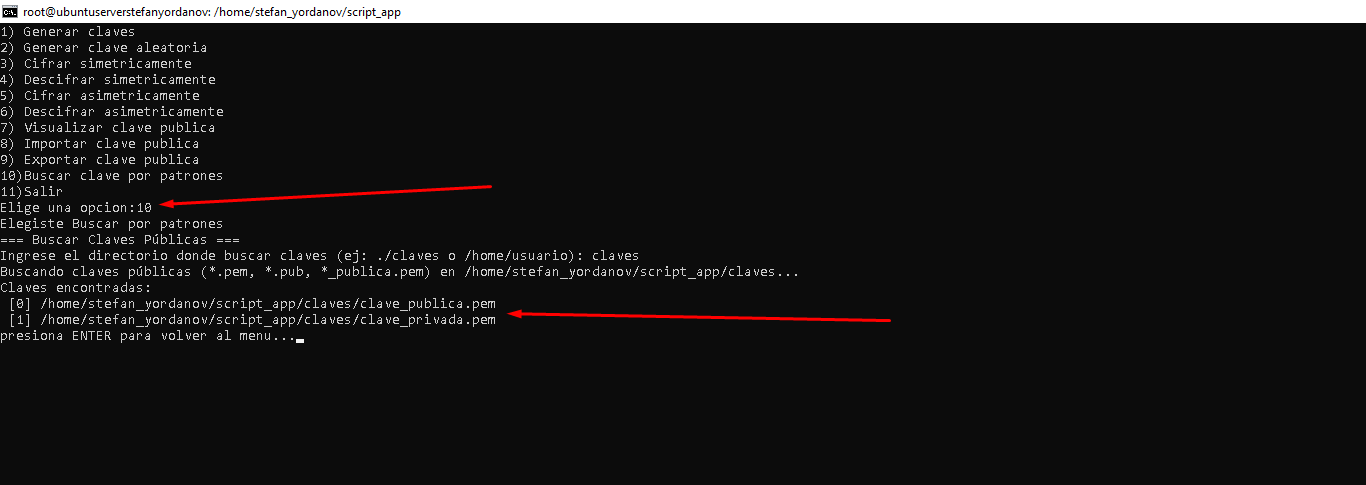 root@ubuntuserverstefanyordanov: /home/stefan_yordanov/script_app
1) Generar claves
2) Generar clave aleatoria
3) Cifrar simetricamente
4) Descifrar simetricamente
5) Cifrar asimetricamente
6) Descifrar asimetricamente
7) Visualizar clave publica
8) Importar clave publica
9) Exportar clave publica
10)Buscar clave por patrones
11)Salir
Elige una opcion:10
Elegiste Buscar por patrones
=== Buscar Claves Públicas ===
Ingrese el directorio donde buscar claves (ej: ./claves o /home/usuario): claves
Buscando claves públicas (*.pem, *.pub, *_publica.pem) en /home/stefan_yordanov/script_app/claves...
Claves encontradas:
[0] /home/stefan_yordanov/script_app/claves/clave_publica.pem
[1] /home/stefan_yordanov/script_app/claves/clave_privada.pem
presiona ENTER para volver al menu...